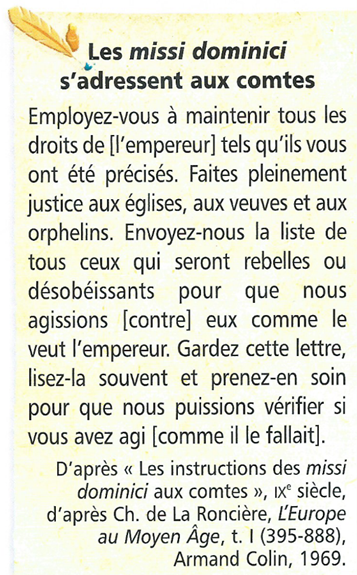 Les missi dominici
s’adressent aux comtes
Employez-vous à maintenir tous les
droits de [l’empereur] tels qu’ils vous
ont été précisés. Faites pleinement
justice aux églises, aux veuves et aux
orphelins. Envoyez-nous la liste de
tous ceux qui seront rebelles ou
désobéissants pour que nous
agissions [contre] eux comme le
veut l’empereur. Gardez cette lettre,
lisez-la souvent et prenez-en soin
pour que nous puissions vérifier si
vous avez agi [comme il le fallait].
D’après « Les instructions des missi
dominici aux comtes », IXe siècle,
d’après Ch. de La Roncière, L’Europe
au Moyen Âge, t. I (395-888),
Armand Colin, 1969.